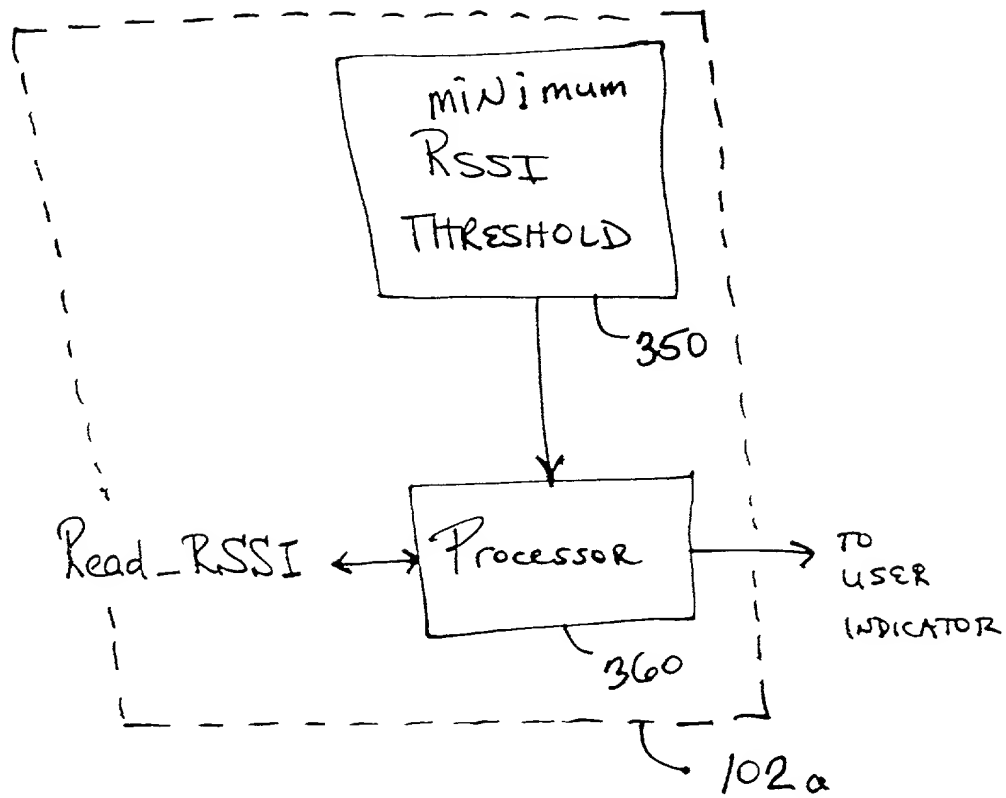 miNimum
RSSI
THRESHOLD
350
Read_RSSI
Processor
TO
USER
INDICATOR
360
102a